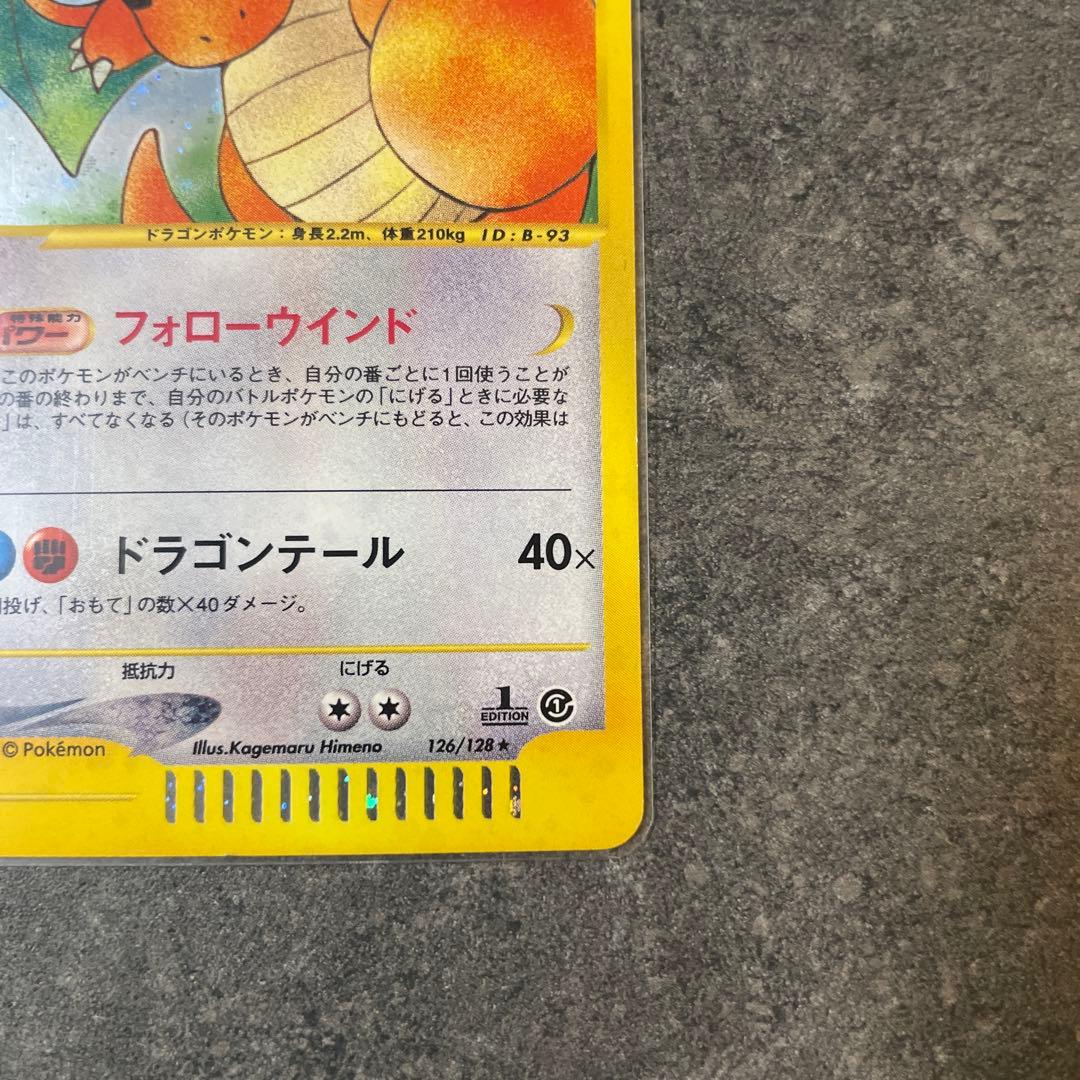 ドラゴンポケモン：身長2.2m、体重210kg ID:B-93
特殊能力
パワー フォローウインド
このポケモンがベンチにいるとき、自分の番ごとに1回使うことが
の番の終わりまで、自分のバトルポケモンの「にげる」ときに必要な
」は、すべてなくなる（そのポケモンがベンチにもどると、この効果は
ドラゴンテール 40×
投げ、「おもて」の数×40ダメージ。
抵抗力 にげる
1
EDITION
© Pokémon Illus.Kagemaru Himeno 126/128★